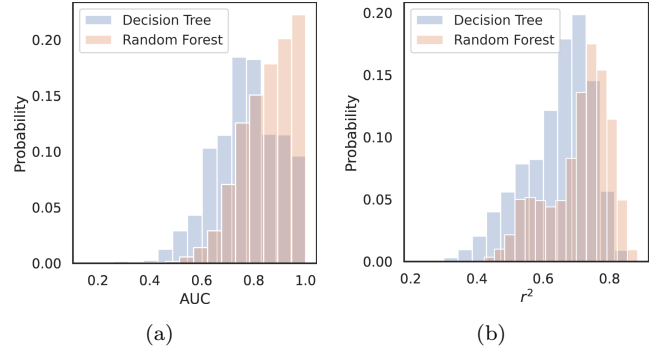 Decision Tree
Random Forest
0.20
0.15
0.10
0.05
0.00
Probability
0.2 0.4 0.6 0.8 1.0
AUC
(a)
Decision Tree
Random Forest
0.20
0.15
0.10
0.05
0.00
Probability
0.2 0.4 0.6 0.8
r²
(b)